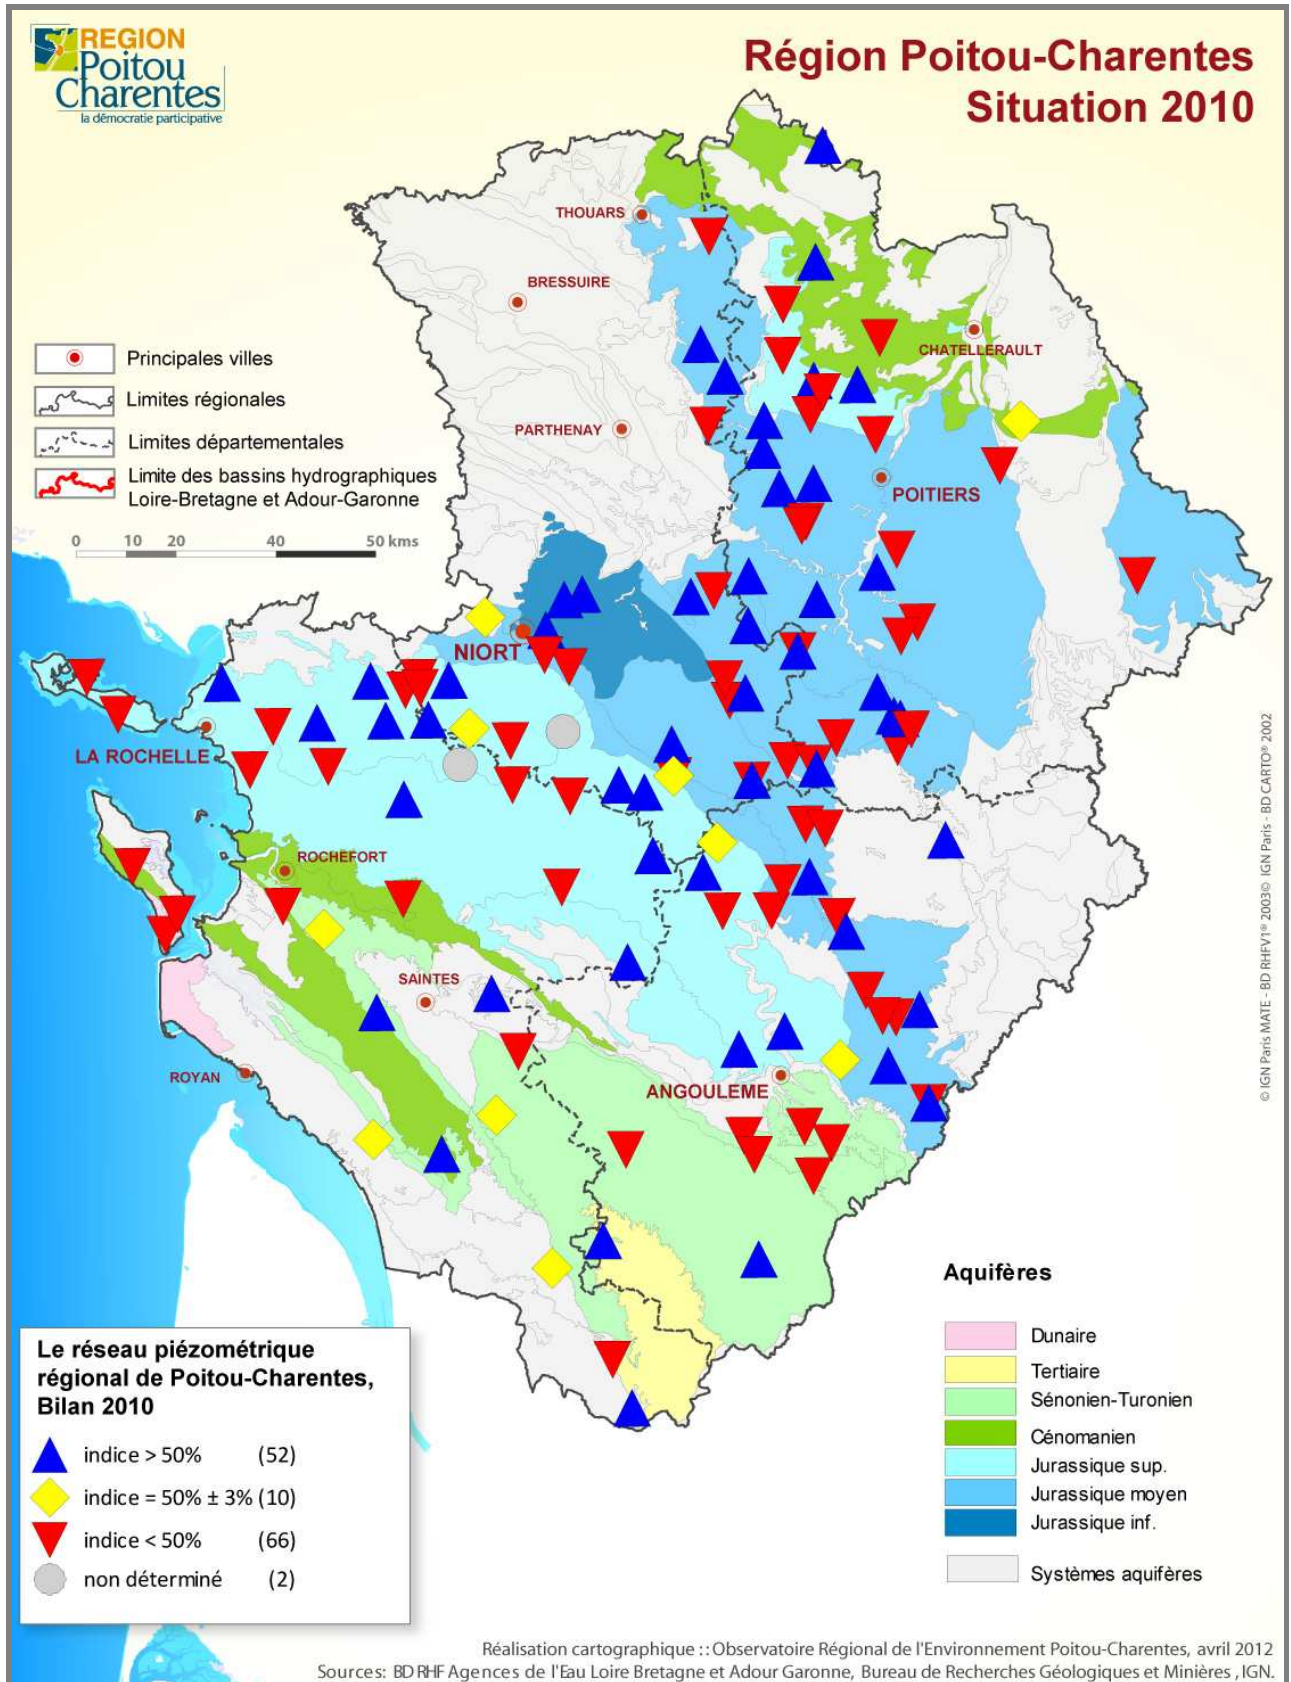 REGION
Poitou
Charentes
la démocratie participative
Région Poitou-Charentes
Situation 2010
THOUARS
BRESSUIRE
CHATELLERAULT
PARTHENAY
POITIERS
Principales villes
Limites régionales
Limites départementales
Limite des bassins hydrographiques
Loire-Bretagne et Adour-Garonne
0 10 20 40 50 kms
NIORT
LA ROCHELLE
ROCHEFORT
SAINTES
ROYAN
ANGOULEME
© IGN Paris MATE - BD RHFV1® 2003© IGN Paris - BD CARTO® 2002
Le réseau piézométrique
régional de Poitou-Charentes,
Bilan 2010
indice > 50% (52)
indice = 50% ± 3% (10)
indice < 50% (66)
non déterminé (2)
Aquifères
Dunaire
Tertiaire
Sénonien-Turonien
Cénomanien
Jurassique sup.
Jurassique moyen
Jurassique inf.
Systèmes aquifères
Réalisation cartographique :: Observatoire Régional de l'Environnement Poitou-Charentes, avril 2012
Sources: BD RHF Agences de l'Eau Loire Bretagne et Adour Garonne, Bureau de Recherches Géologiques et Minières , IGN.